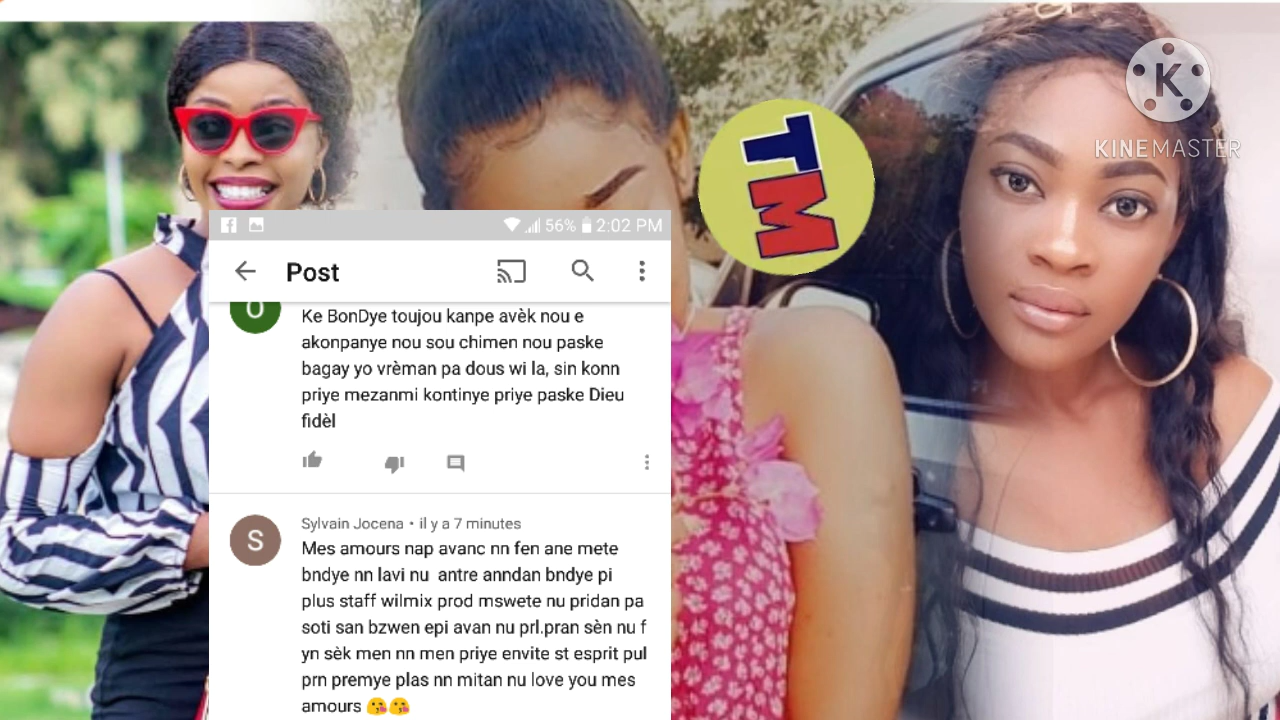 K
KINEMASTER
TM
56% 2:02 PM
Post
Ke BonDye toujou kanpe avèk nou e
akonpanye nou sou chimen nou paske
bagay yo vrèman pa dous wi la, sin konn
priye mezanmi kontinye priye paske Dieu
fidèl
S
Sylvain Jocena • il y a 7 minutes
Mes amours nap avanc nn fen ane mete
bndye nn lavi nu antre anndan bndye pi
plus staff wilmix prod mswete nu pridan pa
soti san bzwen epi avan nu prl.pran sèn nu f
yn sèk men nn men priye envite st esprit pul
prn premye plas nn mitan nu love you mes
amours 😘😘